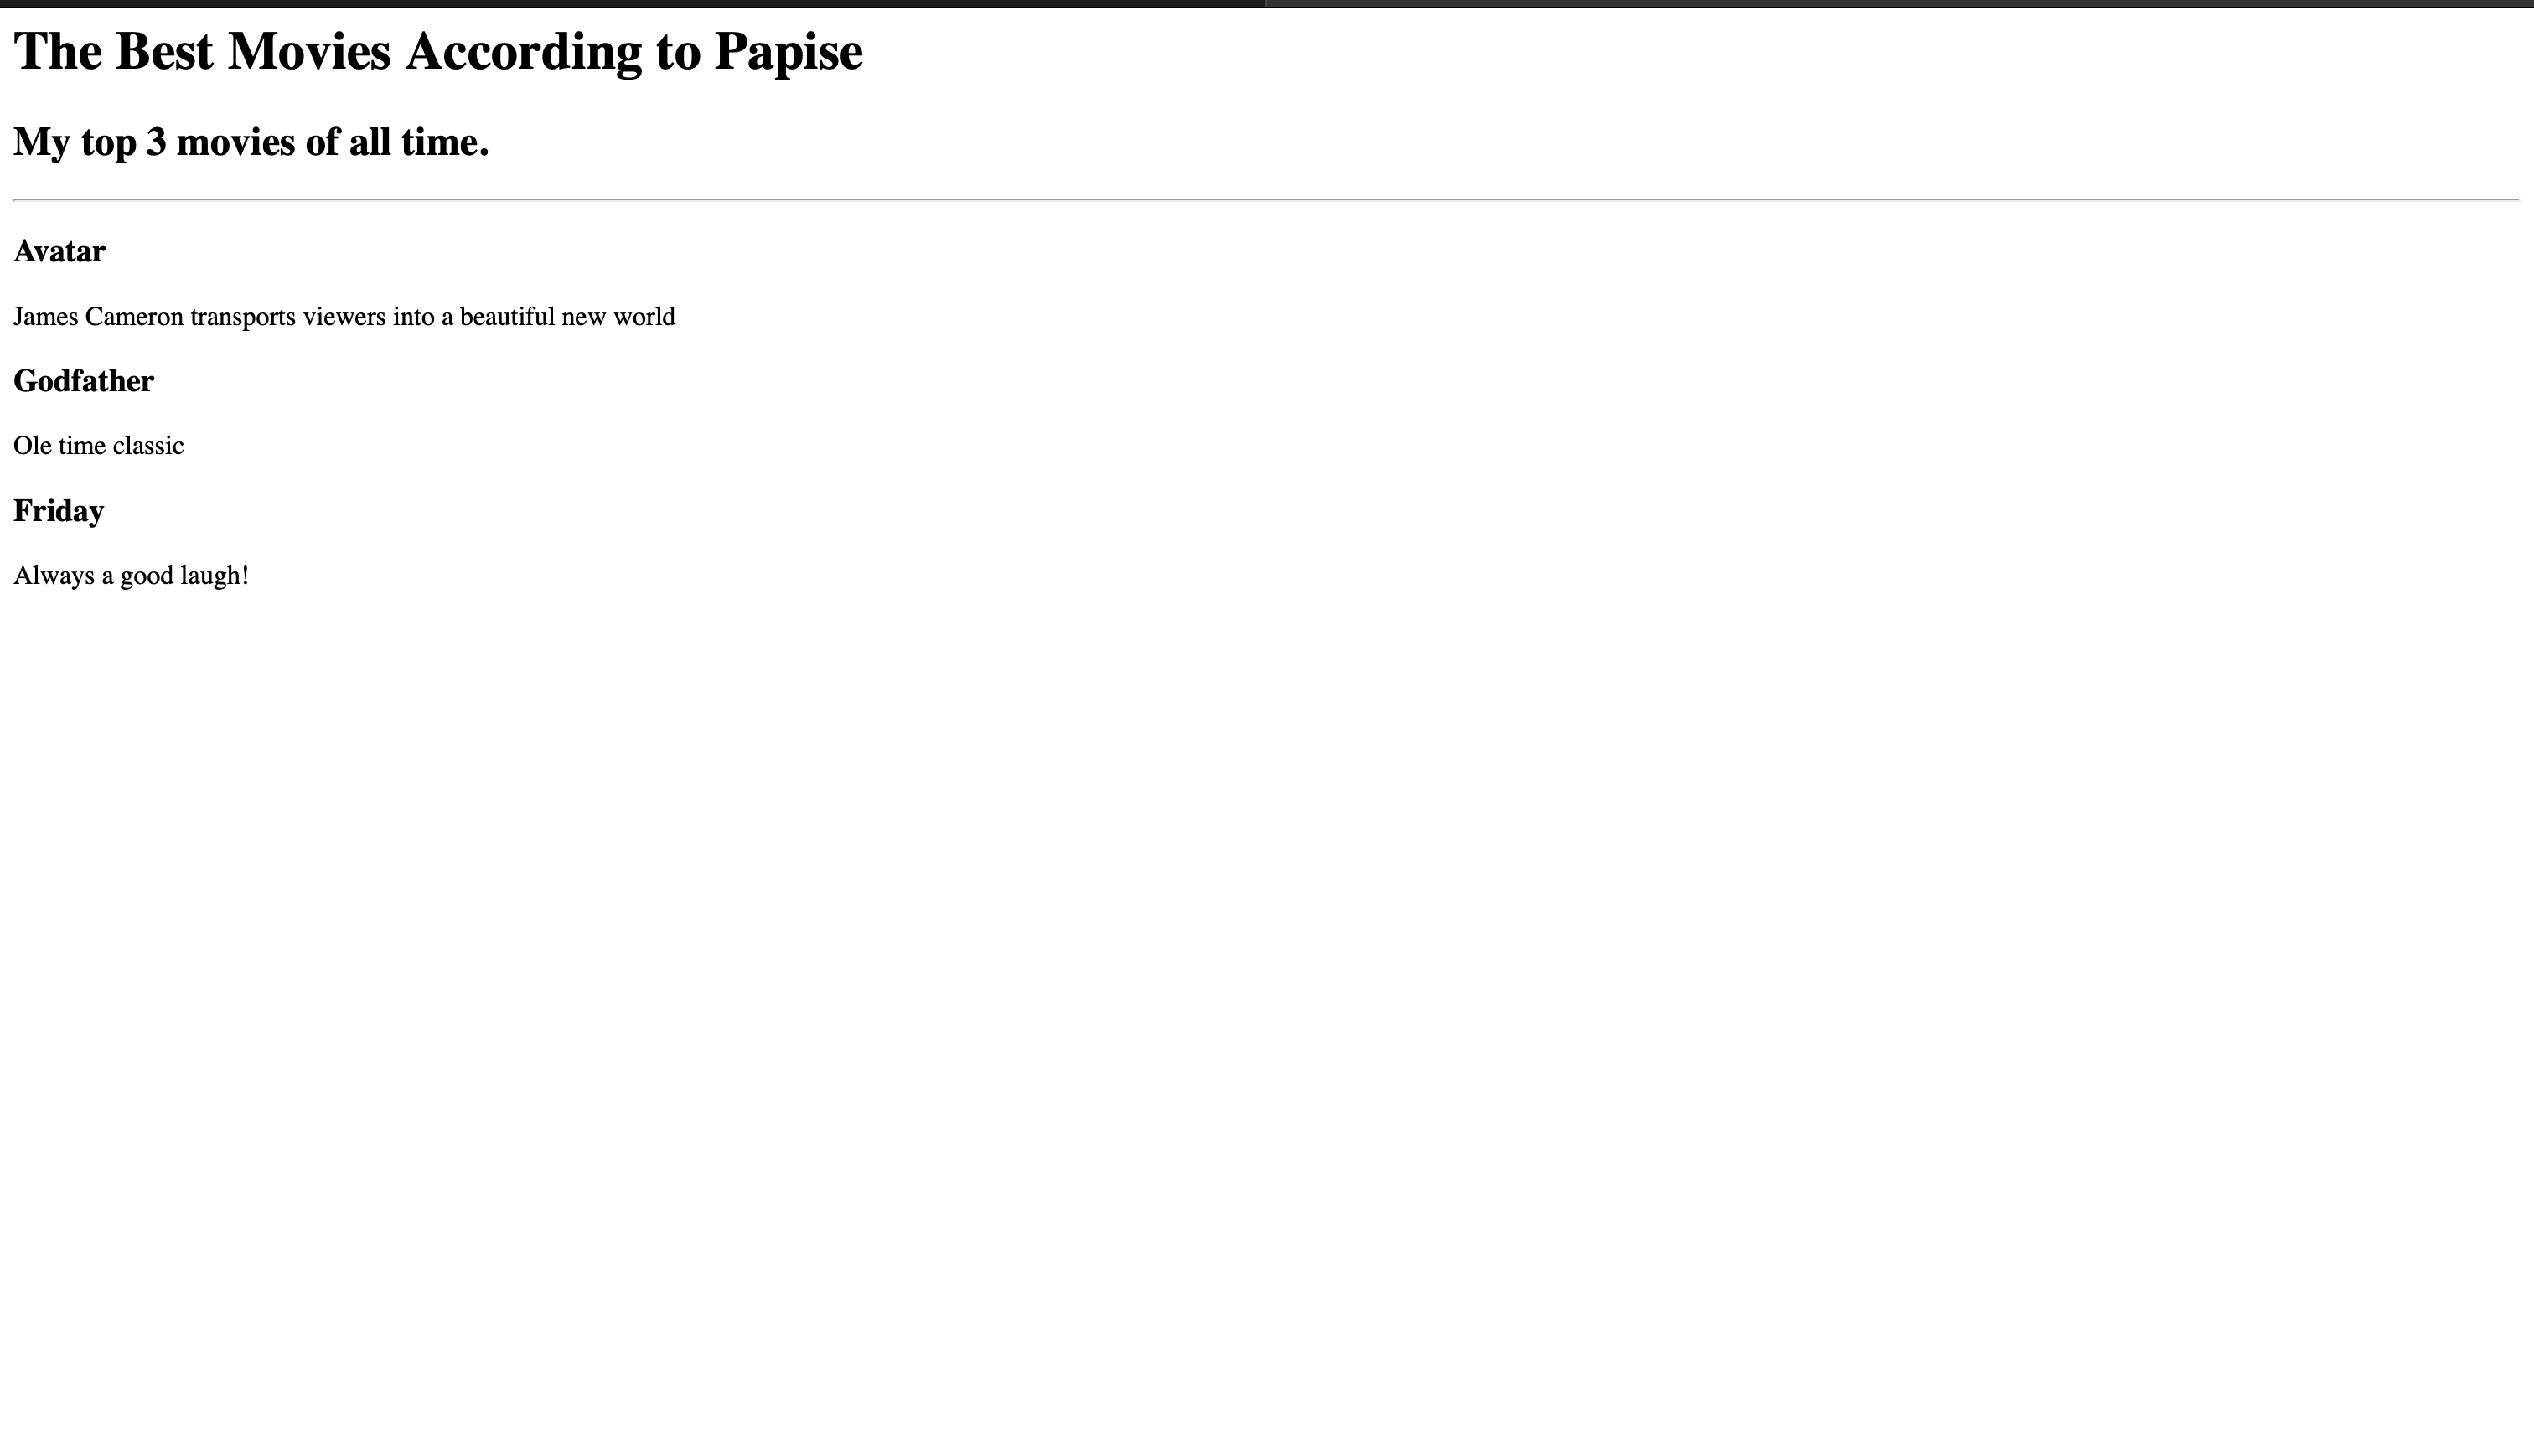 The Best Movies According to Papise
My top 3 movies of all time.
Avatar
James Cameron transports viewers into a beautiful new world
Godfather
Ole time classic
Friday
Always a good laugh!